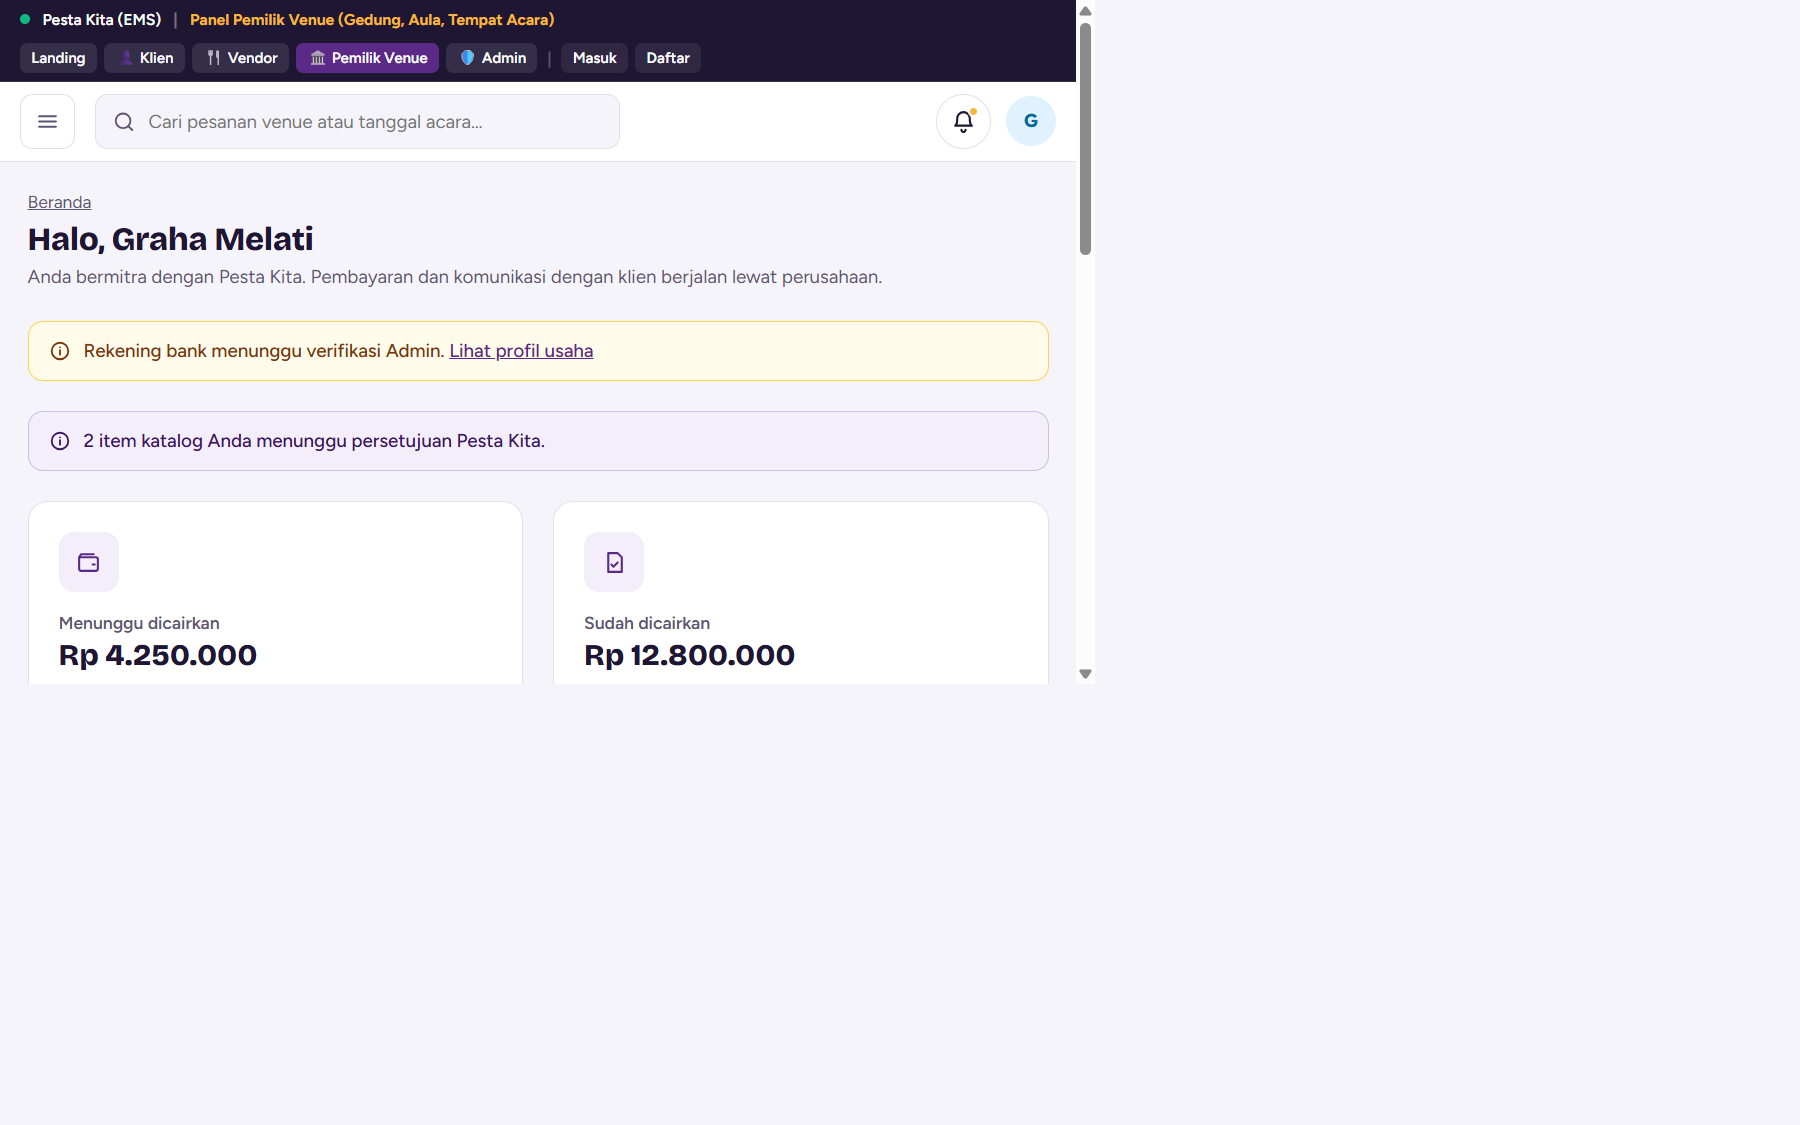 Pesta Kita (EMS) | Panel Pemilik Venue (Gedung, Aula, Tempat Acara)
Landing Klien Vendor Pemilik Venue Admin | Masuk Daftar
Cari pesanan venue atau tanggal acara... G
Beranda
Halo, Graha Melati
Anda bermitra dengan Pesta Kita. Pembayaran dan komunikasi dengan klien berjalan lewat perusahaan.
Rekening bank menunggu verifikasi Admin. Lihat profil usaha
2 item katalog Anda menunggu persetujuan Pesta Kita.
Menunggu dicairkan
Rp 4.250.000
Sudah dicairkan
Rp 12.800.000